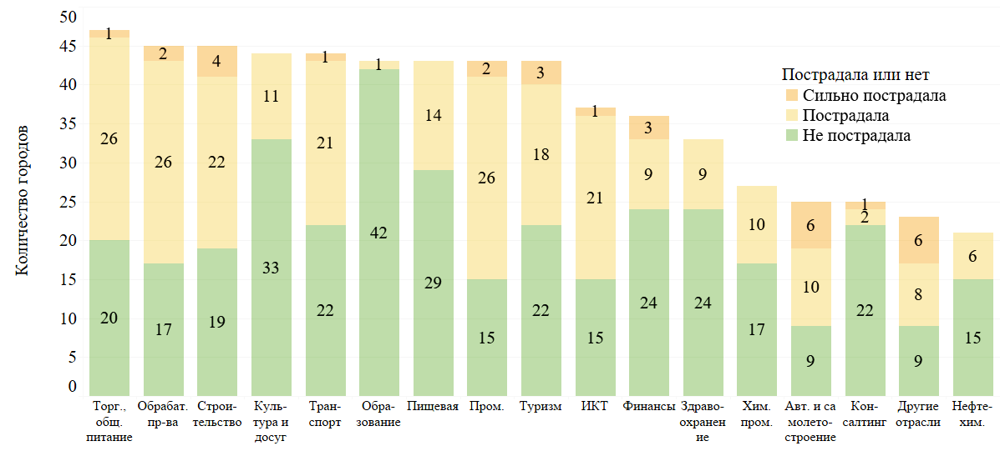 50
45
40
35
30
25
20
15
10
5
0
Количество городов
Пострадала или нет
Сильно пострадала
Пострадала
Не пострадала
1
26
20
2
26
17
4
22
19
11
33
1
21
22
1
42
14
29
2
26
15
3
18
22
1
21
15
3
9
24
9
24
10
17
6
10
9
1
2
22
6
8
9
6
15
Торг.,
общ.
питание
Обрабат.
пр-ва
Строи-
тельство
Куль-
тура и
досуг
Тран-
спорт
Обра-
зование
Пищевая
Пром.
Туризм
ИКТ
Финансы
Здраво-
охранен
ие
Хим.
пром.
Авт. и са
молето-
строение
Кон-
салтинг
Другие
отрасли
Нефте-
хим.